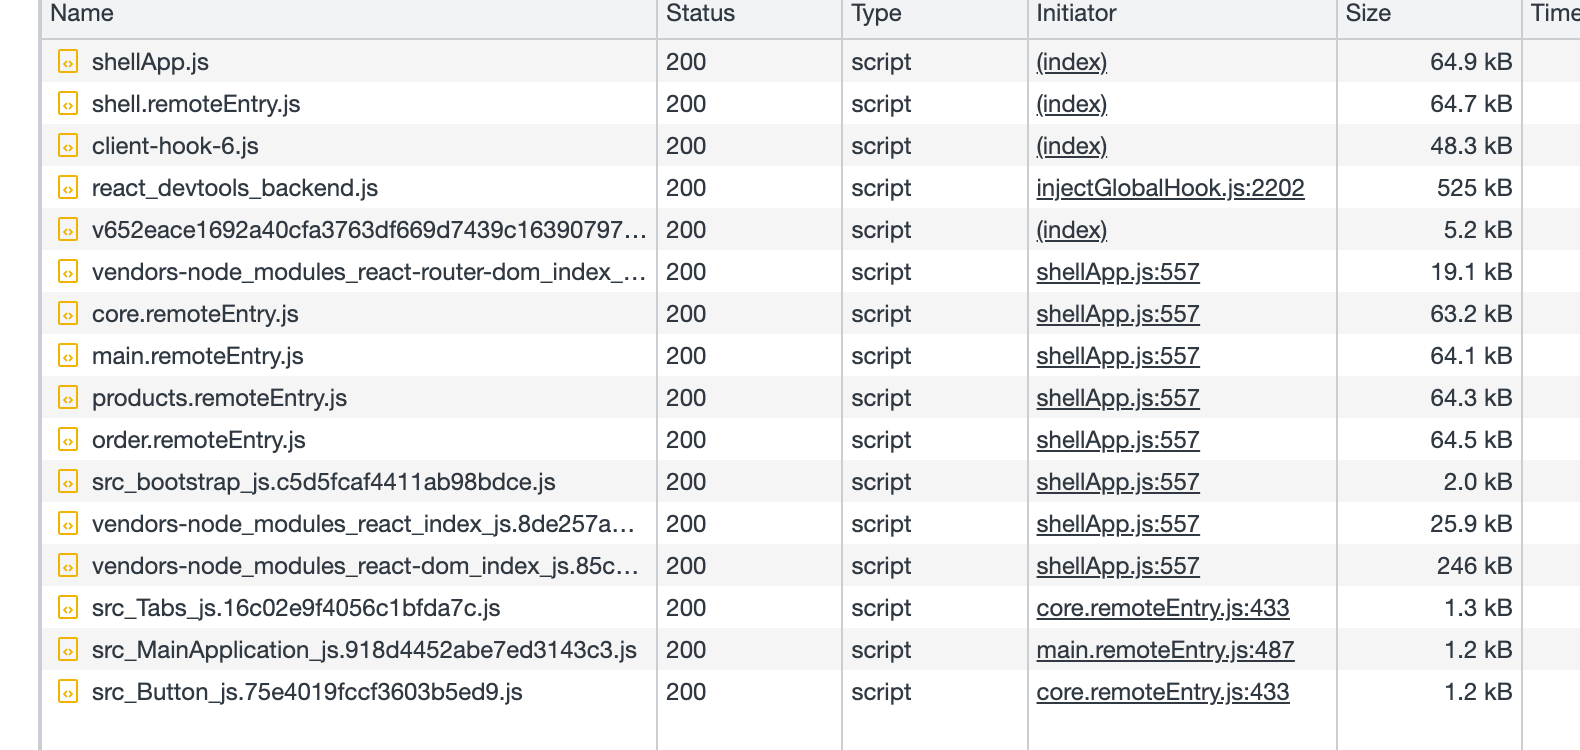 Name Status Type Initiator Size Time
shellApp.js 200 script (index) 64.9 kB
shell.remoteEntry.js 200 script (index) 64.7 kB
client-hook-6.js 200 script (index) 48.3 kB
react_devtools_backend.js 200 script injectGlobalHook.js:2202 525 kB
v652eace1692a40cfa3763df669d7439c16390797... 200 script (index) 5.2 kB
vendors-node_modules_react-router-dom_index_... 200 script shellApp.js:557 19.1 kB
core.remoteEntry.js 200 script shellApp.js:557 63.2 kB
main.remoteEntry.js 200 script shellApp.js:557 64.1 kB
products.remoteEntry.js 200 script shellApp.js:557 64.3 kB
order.remoteEntry.js 200 script shellApp.js:557 64.5 kB
src_bootstrap_js.c5d5fcaf4411ab98bdce.js 200 script shellApp.js:557 2.0 kB
vendors-node_modules_react_index_js.8de257a... 200 script shellApp.js:557 25.9 kB
vendors-node_modules_react-dom_index_js.85c... 200 script shellApp.js:557 246 kB
src_Tabs_js.16c02e9f4056c1bfda7c.js 200 script core.remoteEntry.js:433 1.3 kB
src_MainApplication_js.918d4452abe7ed3143c3.js 200 script main.remoteEntry.js:487 1.2 kB
src_Button_js.75e4019fccf3603b5ed9.js 200 script core.remoteEntry.js:433 1.2 kB